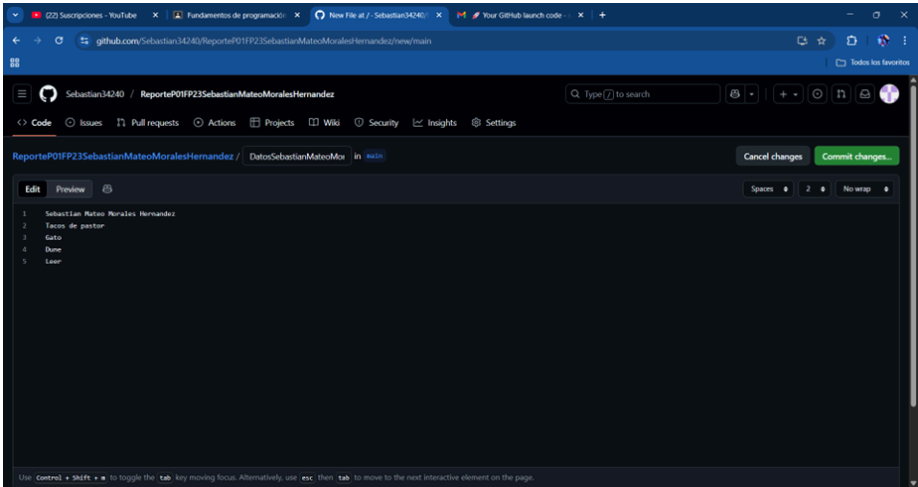 (22) Suscripciones - YouTube
Fundamentos de programación
New File at / - Sebastian34240/
Your GitHub launch code -
github.com/Sebastian34240/ReporteP01FP23SebastianMateoMoralesHernandez/new/main
Todos los favoritos
Sebastian34240 / ReporteP01FP23SebastianMateoMoralesHernandez
Type / to search
Code Issues Pull requests Actions Projects Wiki Security Insights Settings
ReporteP01FP23SebastianMateoMoralesHernandez / DatosSebastianMateoMor in main
Cancel changes Commit changes...
Edit Preview
Spaces 2 No wrap
1 Sebastian Mateo Morales Hernandez
2 Tacos de pastor
3 Gato
4 Dune
5 Leer
Use Control + Shift + m to toggle the tab key moving focus. Alternatively, use esc then tab to move to the next interactive element on the page.